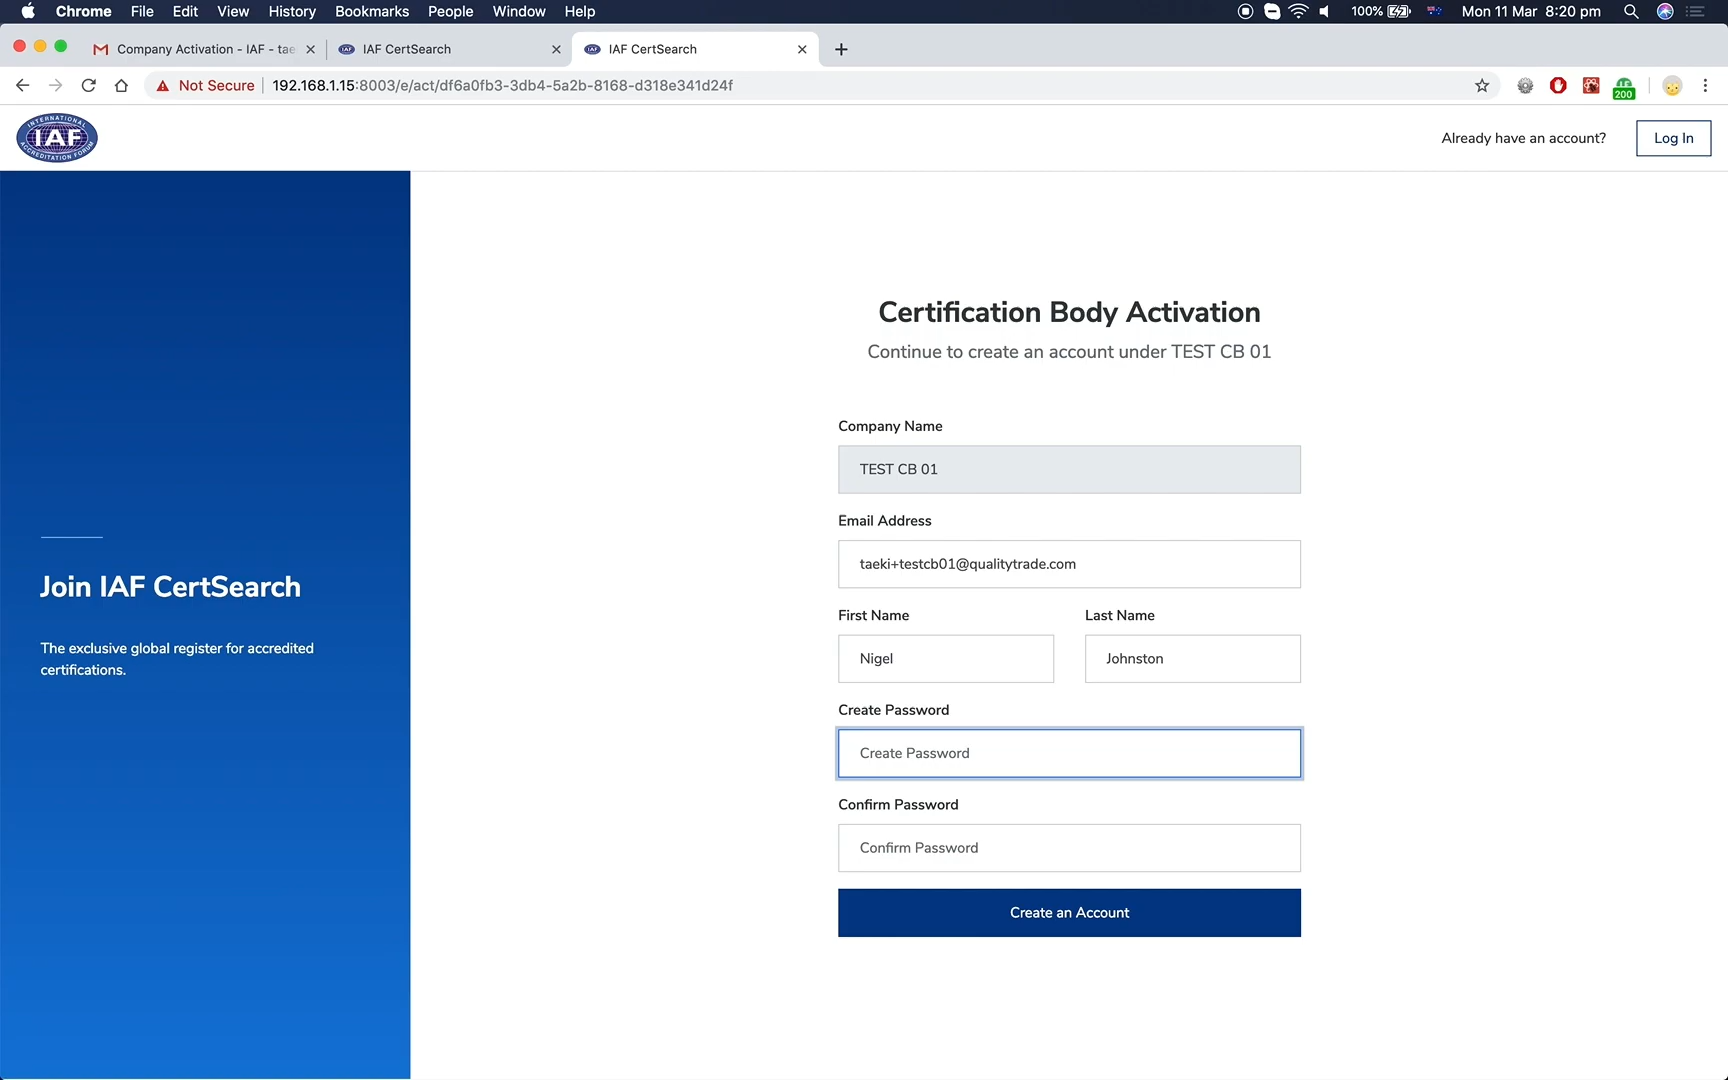 Chrome File Edit View History Bookmarks People Window Help 100% Mon 11 Mar 8:20 pm
Company Activation - IAF - tae
IAF CertSearch
IAF CertSearch
Not Secure 192.168.1.15:8003/e/act/df6a0fb3-3db4-5a2b-8168-d318e341d24f
200
INTERNATIONAL
IAF
ACCREDITATION FORUM
Already have an account?
Log In
Join IAF CertSearch
The exclusive global register for accredited
certifications.
Certification Body Activation
Continue to create an account under TEST CB 01
Company Name
TEST CB 01
Email Address
taeki+testcb01@qualitytrade.com
First Name
Last Name
Nigel
Johnston
Create Password
Create Password
Confirm Password
Confirm Password
Create an Account